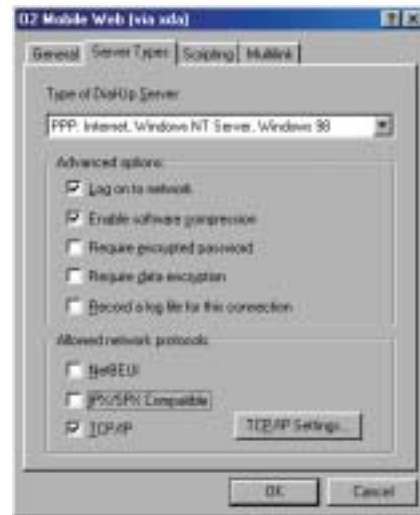 O2 Mobile Web (via xda)
General Server Types Scripting Multilink
Type of Dial-Up Server:
PPP: Internet, Windows NT Server, Windows 98
Advanced options:
Log on to network
Enable software compression
Require encrypted password
Require data encryption
Record a log file for this connection
Allowed network protocols:
NetBEUI
IPX/SPX Compatible
TCP/IP
TCP/IP Settings...
OK Cancel